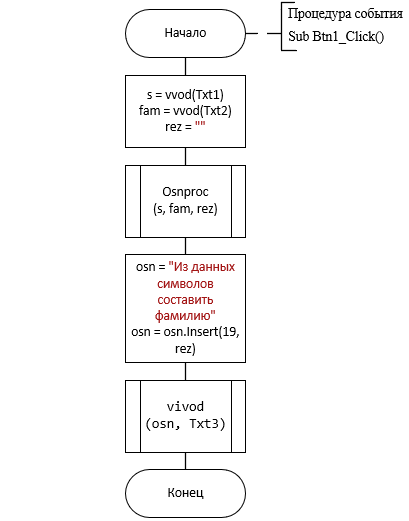 Начало
Процедура события
Sub Btn1_Click()
s = vvod(Txt1)
fam = vvod(Txt2)
rez = ""
Osnproc
(s, fam, rez)
osn = "Из данных
символов
составить
фамилию"
osn = osn.Insert(19,
rez)
vivod
(osn, Txt3)
Конец